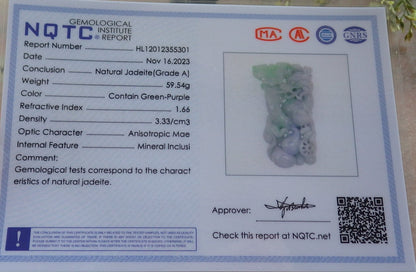 NQTC GEMOLOGICAL
INSTITUTE
REPORT
MA AL GNBS
Report Number HL12012355301
Date Nov 16,2023
Conclusion Natural Jadeite(Grade A)
Weight 59.54g
Color Contain Green-Purple
Refractive Index 1.66
Density 3.33/cm3
Optic Character Anisotropic Mae
Internal Feature Mineral Inclusi
Comment:
Gemological tests correspond to the charact
eristics of natural jadeite.
Approver:
Check this report at NQTC.net